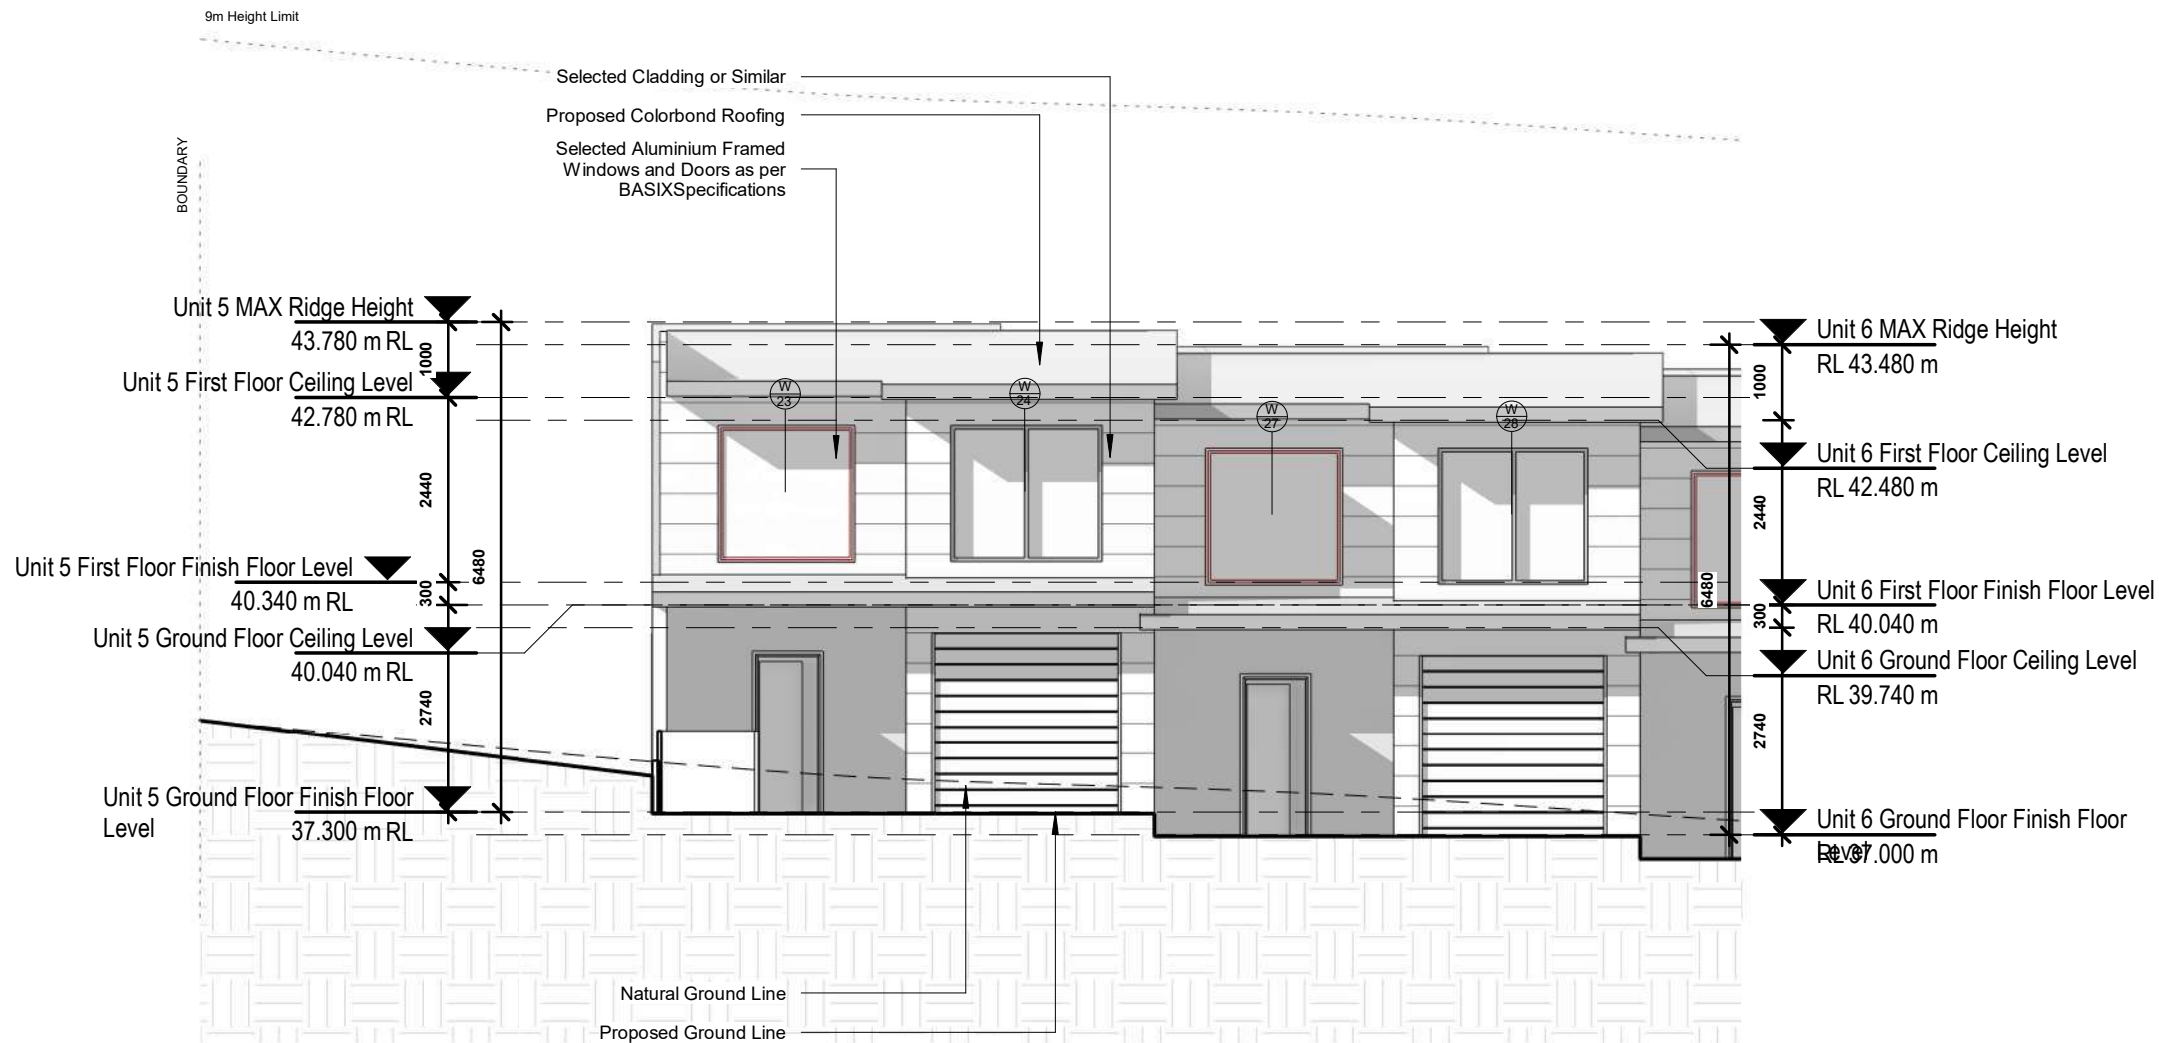 9m Height Limit
BOUNDARY
Selected Cladding or Similar
Proposed Colorbond Roofing
Selected Aluminium Framed
Windows and Doors as per
BASIXSpecifications
Unit 5 MAX Ridge Height
43.780 m RL
1000
Unit 5 First Floor Ceiling Level
42.780 m RL
2440
6480
Unit 5 First Floor Finish Floor Level
40.340 m RL
300
Unit 5 Ground Floor Ceiling Level
40.040 m RL
2740
Unit 5 Ground Floor Finish Floor
Level
37.300 m RL
W
23
W
24
W
27
W
28
Unit 6 MAX Ridge Height
RL 43.480 m
1000
Unit 6 First Floor Ceiling Level
RL 42.480 m
2440
6480
Unit 6 First Floor Finish Floor Level
RL 40.040 m
300
Unit 6 Ground Floor Ceiling Level
RL 39.740 m
2740
Unit 6 Ground Floor Finish Floor
Level
RL 37.000 m
Natural Ground Line
Proposed Ground Line